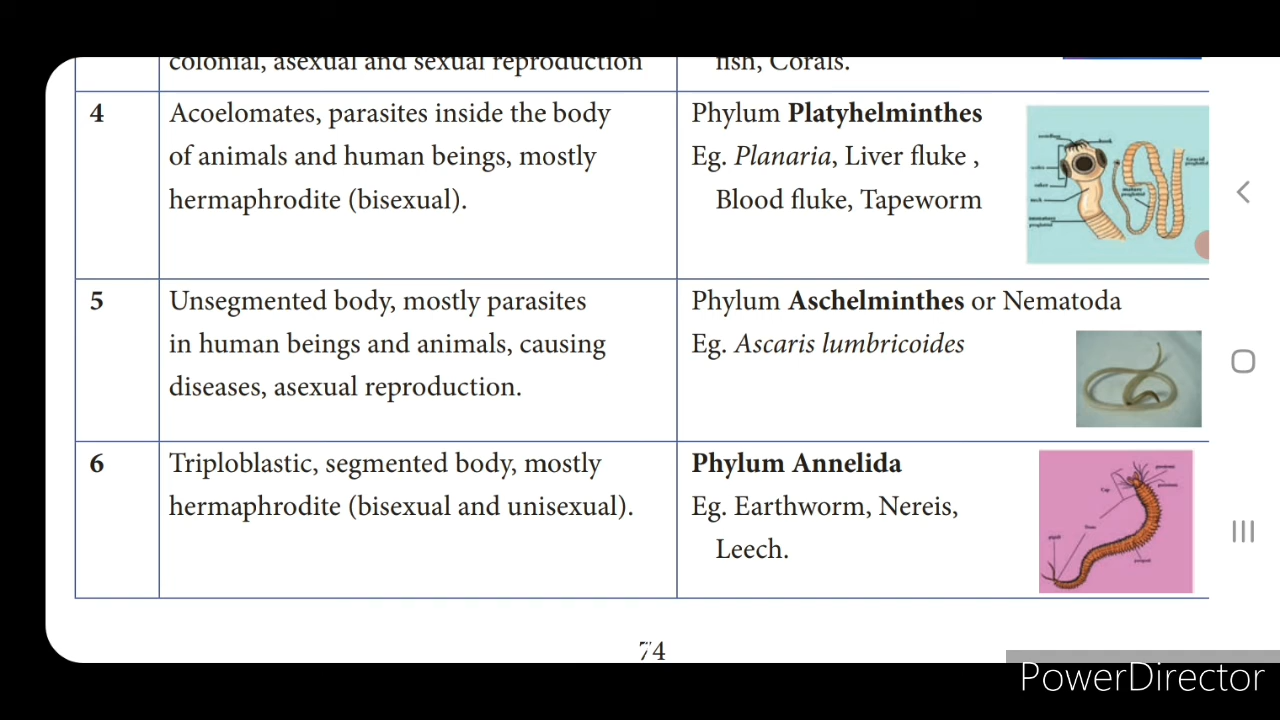 colonial, asexual and sexual reproduction
fish, Corals.
4
Acoelomates, parasites inside the body
of animals and human beings, mostly
hermaphrodite (bisexual).
Phylum Platyhelminthes
Eg. Planaria, Liver fluke ,
Blood fluke, Tapeworm
5
Unsegmented body, mostly parasites
in human beings and animals, causing
diseases, asexual reproduction.
Phylum Aschelminthes or Nematoda
Eg. Ascaris lumbricoides
6
Triploblastic, segmented body, mostly
hermaphrodite (bisexual and unisexual).
Phylum Annelida
Eg. Earthworm, Nereis,
Leech.
74
PowerDirector